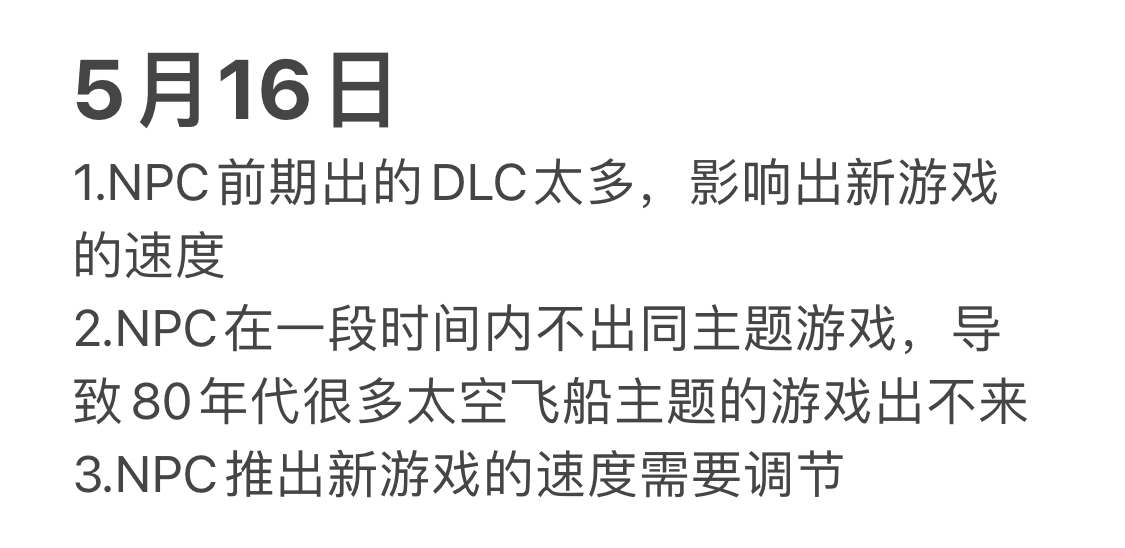 5月16日
1.NPC前期出的DLC太多，影响出新游戏
的速度
2.NPC在一段时间内不出同主题游戏，导
致80年代很多太空飞船主题的游戏出不来
3.NPC推出新游戏的速度需要调节